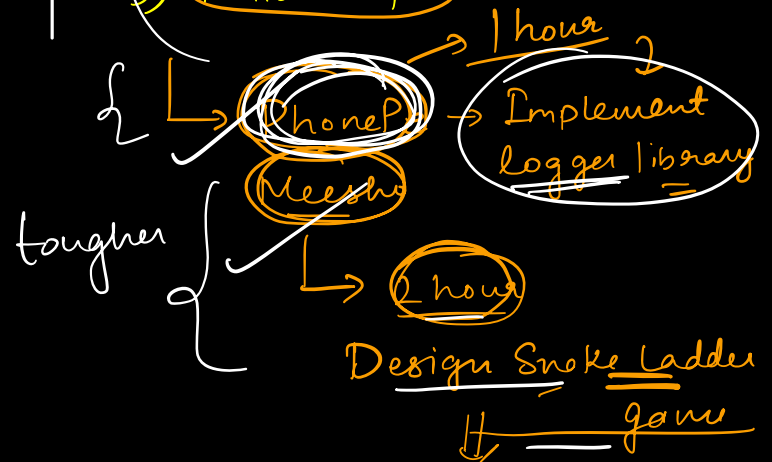 1 hour
PhonePe → Implement
logger library
Meesho
tougher
2 hour
Design Snake Ladder
game